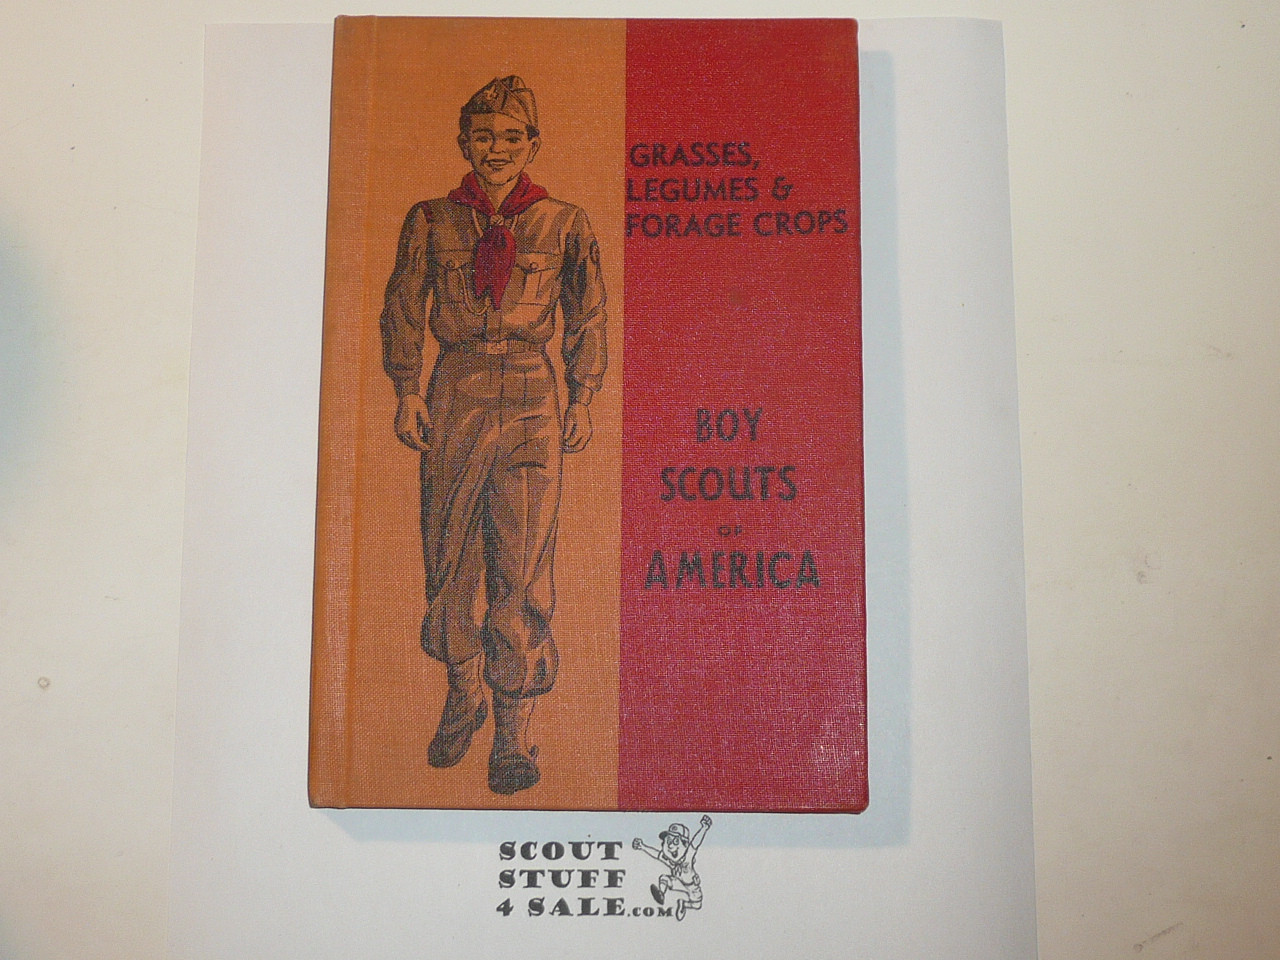 GRASSES,
LEGUMES &
FORAGE CROPS
BOY
SCOUTS
OF
AMERICA
SCOUT
STUFF
4 SALE.COM